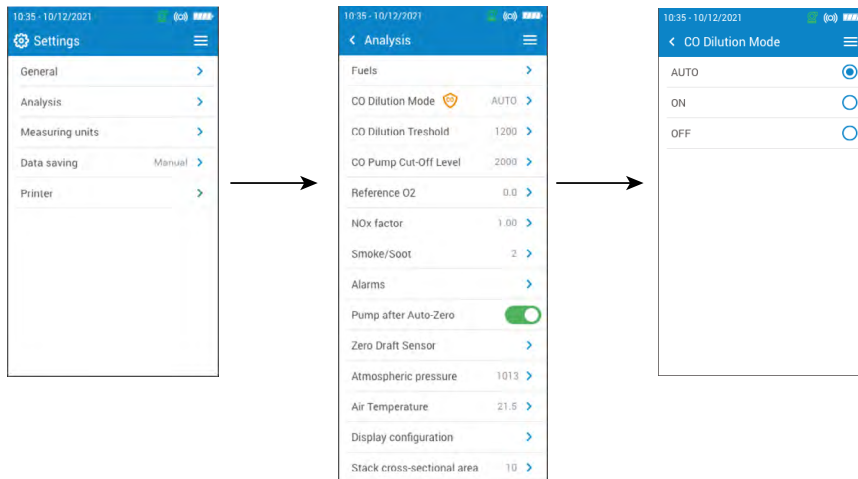 10:35 - 10/12/2021
Settings
General
Analysis
Measuring units
Data saving Manual
Printer
10:35 - 10/12/2021
Analysis
Fuels
CO Dilution Mode CO AUTO
CO Dilution Treshold 1200
CO Pump Cut-Off Level 2000
Reference O2 0.0
NOx factor 1.00
Smoke/Soot 2
Alarms
Pump after Auto-Zero
Zero Draft Sensor
Atmospheric pressure 1013
Air Temperature 21.5
Display configuration
Stack cross-sectional area 10
10:35 - 10/12/2021
CO Dilution Mode
AUTO
ON
OFF